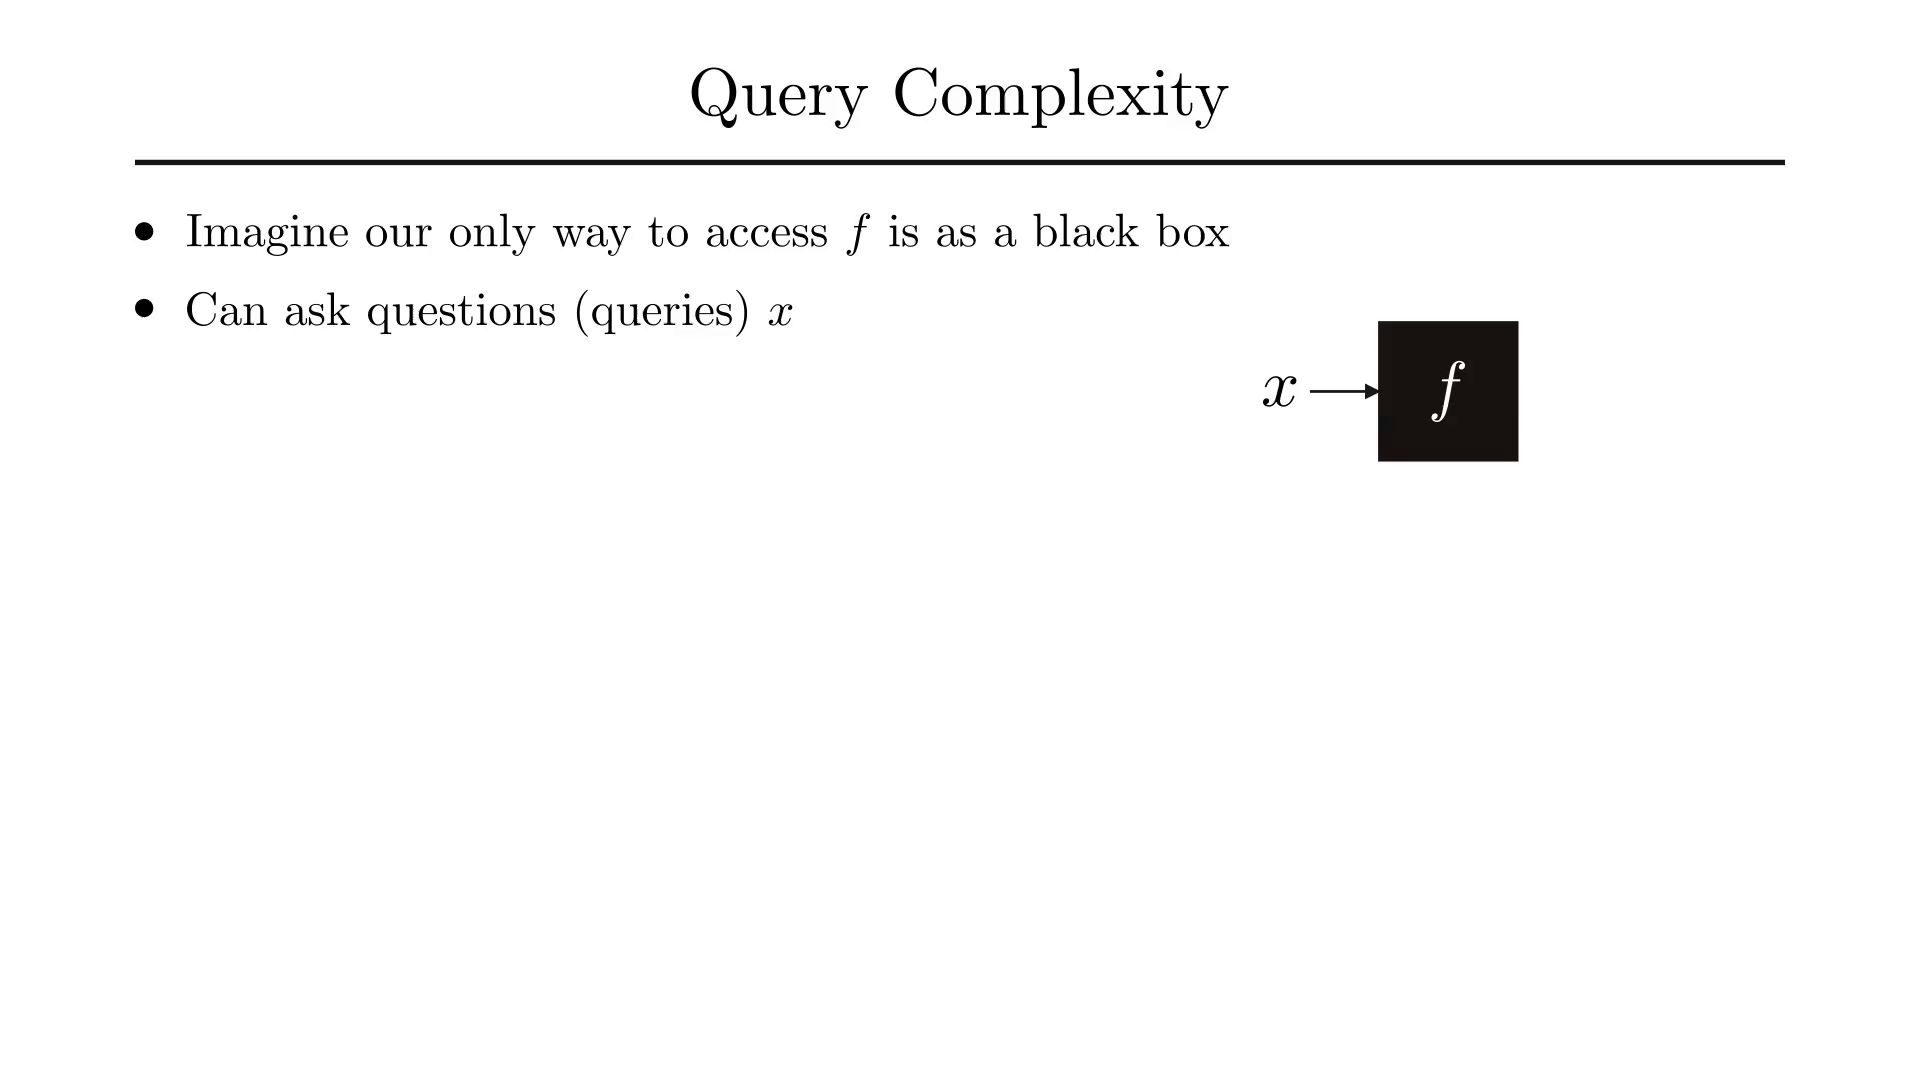 Query Complexity
• Imagine our only way to access f is as a black box
• Can ask questions (queries) x
x f